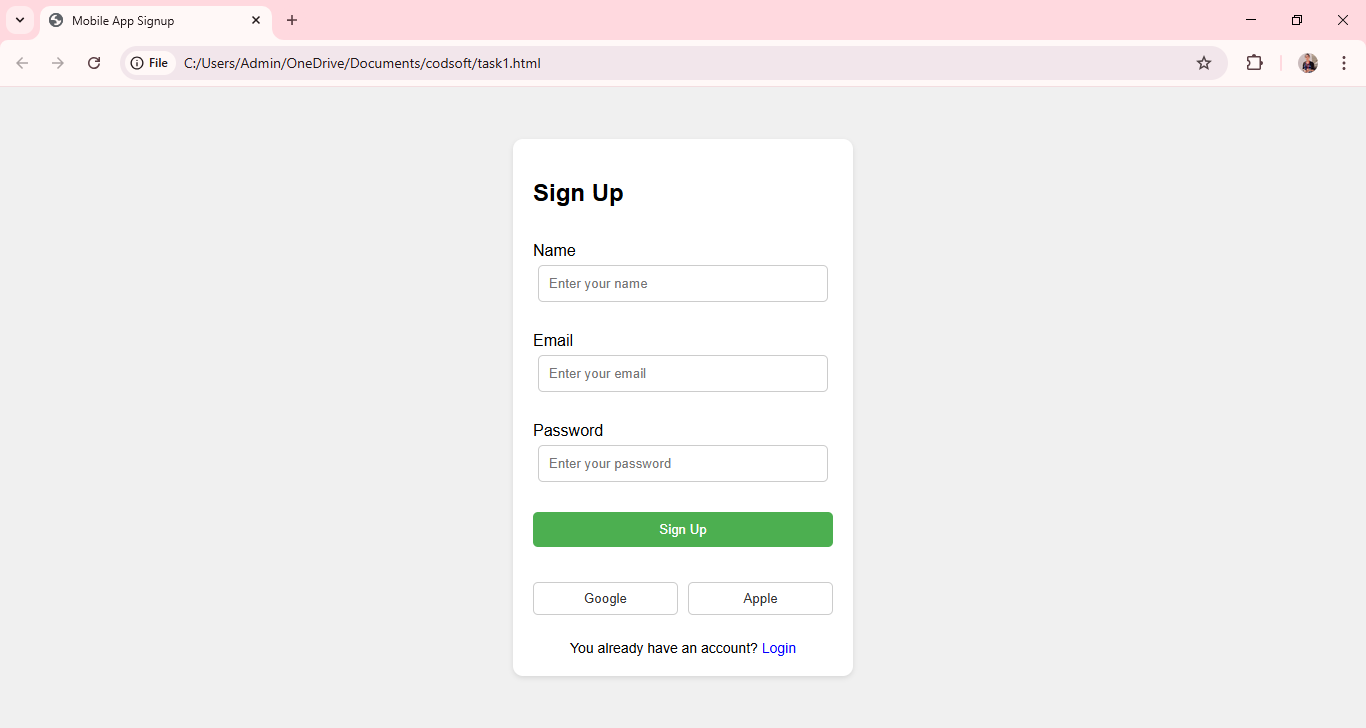 Mobile App Signup
File C:/Users/Admin/OneDrive/Documents/codsoft/task1.html
Sign Up
Name
Enter your name
Email
Enter your email
Password
Enter your password
Sign Up
Google Apple
You already have an account? Login